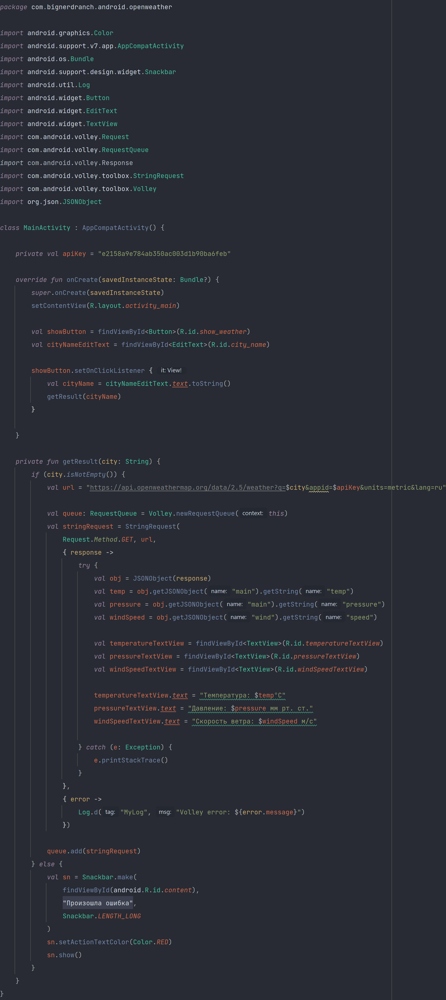 package com.bignerdranch.android.openweather
import android.graphics.Color
import android.support.v7.app.AppCompatActivity
import android.os.Bundle
import android.support.design.widget.Snackbar
import android.util.Log
import android.widget.Button
import android.widget.EditText
import android.widget.TextView
import com.android.volley.Request
import com.android.volley.RequestQueue
import com.android.volley.Response
import com.android.volley.toolbox.StringRequest
import com.android.volley.toolbox.Volley
import org.json.JSONObject
class MainActivity : AppCompatActivity() {
private val apiKey = "e2158a9e784ab350ac003d1b90ba6feb"
override fun onCreate(savedInstanceState: Bundle?) {
super.onCreate(savedInstanceState)
setContentView(R.layout.activity_main)
val showButton = findViewById<Button>(R.id.show_weather)
val cityNameEditText = findViewById<EditText>(R.id.city_name)
showButton.setOnClickListener { it: View!
val cityName = cityNameEditText.text.toString()
getResult(cityName)
}
}
private fun getResult(city: String) {
if (city.isNotEmpty()) {
val url = "https://api.openweathermap.org/data/2.5/weather?q=$city&appid=$apiKey&units=metric&lang=ru"
val queue: RequestQueue = Volley.newRequestQueue( context: this)
val stringRequest = StringRequest(
Request.Method.GET, url,
{ response ->
try {
val obj = JSONObject(response)
val temp = obj.getJSONObject( name: "main").getString( name: "temp")
val pressure = obj.getJSONObject( name: "main").getString( name: "pressure")
val windSpeed = obj.getJSONObject( name: "wind").getString( name: "speed")
val temperatureTextView = findViewById<TextView>(R.id.temperatureTextView)
val pressureTextView = findViewById<TextView>(R.id.pressureTextView)
val windSpeedTextView = findViewById<TextView>(R.id.windSpeedTextView)
temperatureTextView.text = "Температура: $temp°C"
pressureTextView.text = "Давление: $pressure мм рт. ст."
windSpeedTextView.text = "Скорость ветра: $windSpeed м/с"
} catch (e: Exception) {
e.printStackTrace()
}
},
{ error ->
Log.d( tag: "MyLog", msg: "Volley error: ${error.message}")
})
queue.add(stringRequest)
} else {
val sn = Snackbar.make(
findViewById(android.R.id.content),
"Произошла ошибка",
Snackbar.LENGTH_LONG
)
sn.setActionTextColor(Color.RED)
sn.show()
}
}
}